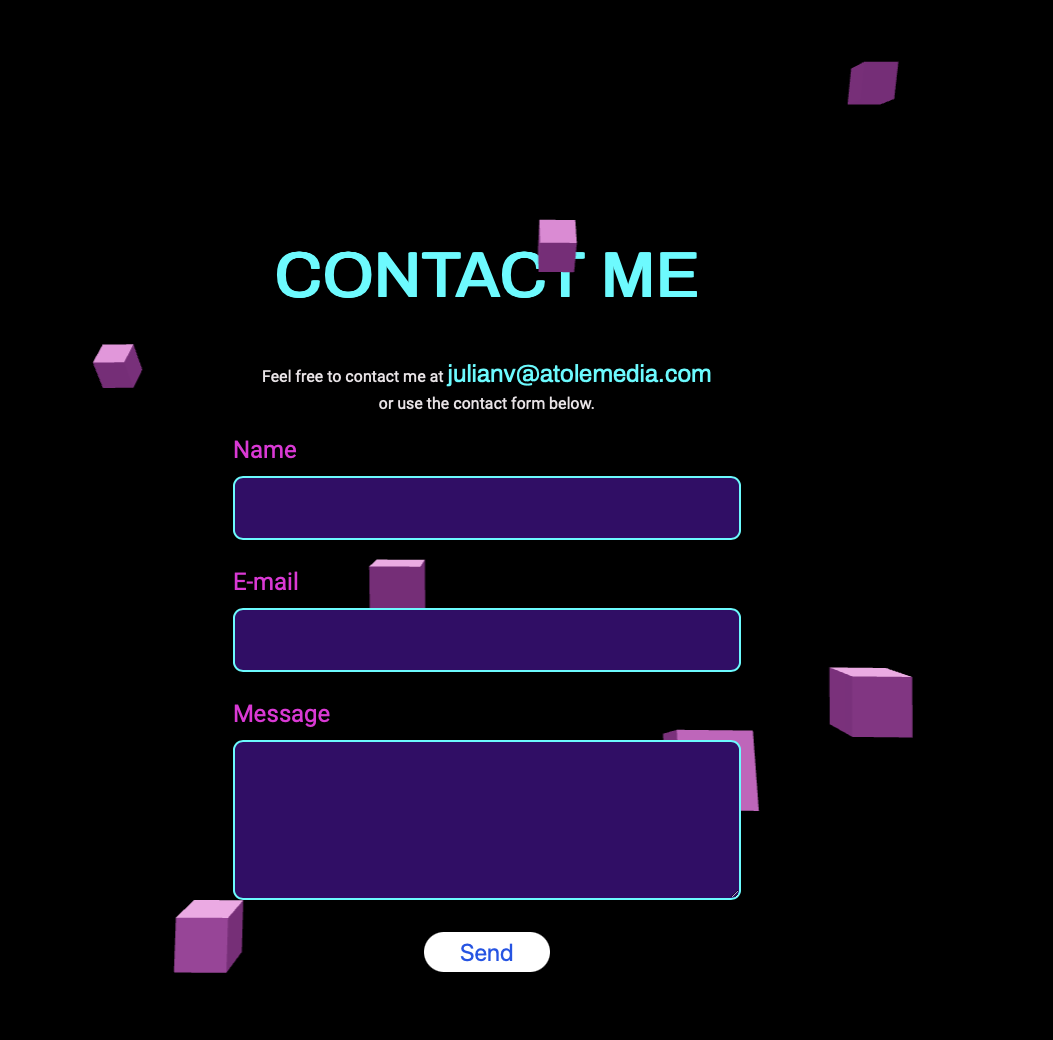 CONTACT ME
Feel free to contact me at julianv@atolemedia.com
or use the contact form below.
Name
E-mail
Message
Send